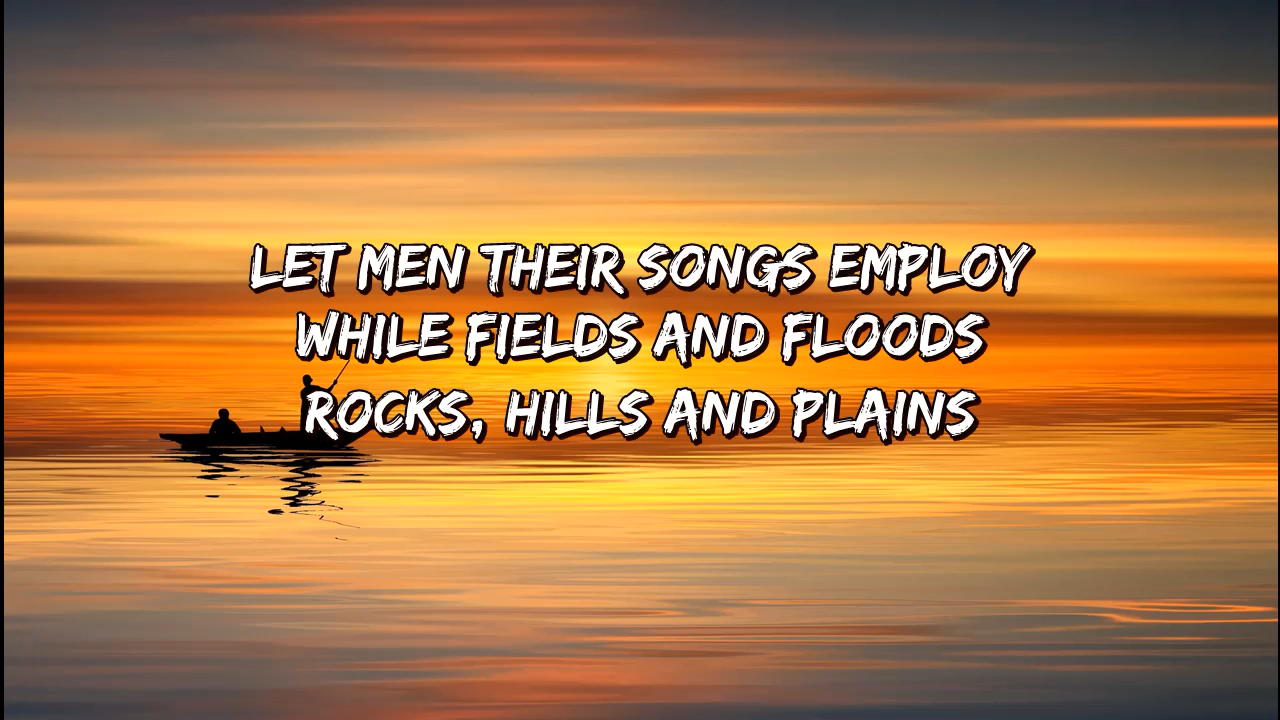 LET MEN THEIR SONGS EMPLOY
WHILE FIELDS AND FLOODS
ROCKS, HILLS AND PLAINS